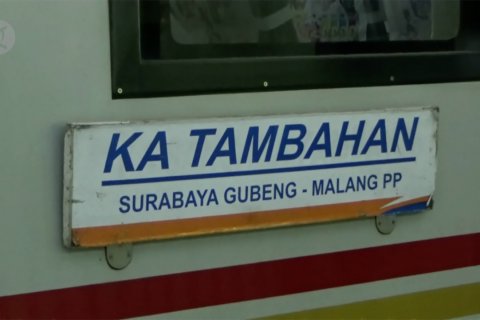 KA TAMBAHAN
SURABAYA GUBENG - MALANG PP